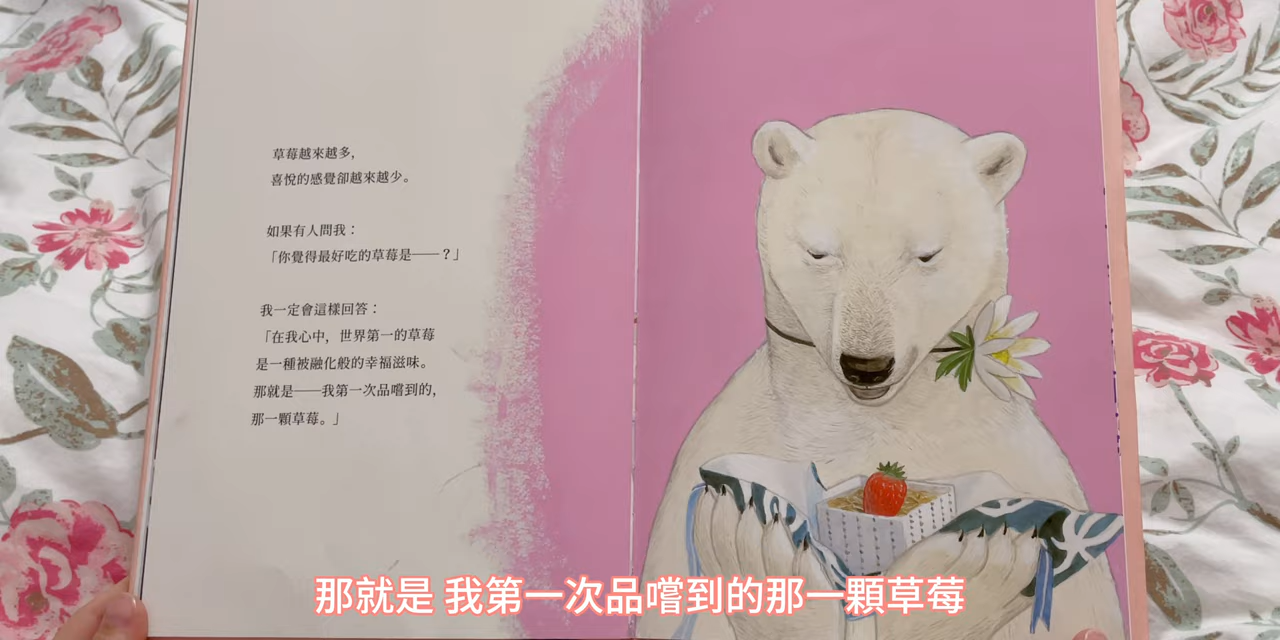 草莓越來越多，
喜悅的感覺卻越來越少。
如果有人問我：
「你覺得最好吃的草莓是——？」
我一定會這樣回答：
「在我心中，世界第一的草莓
是一種被融化般的幸福滋味。
那就是——我第一次品嚐到的，
那一顆草莓。」
那就是 我第一次品嚐到的那一顆草莓